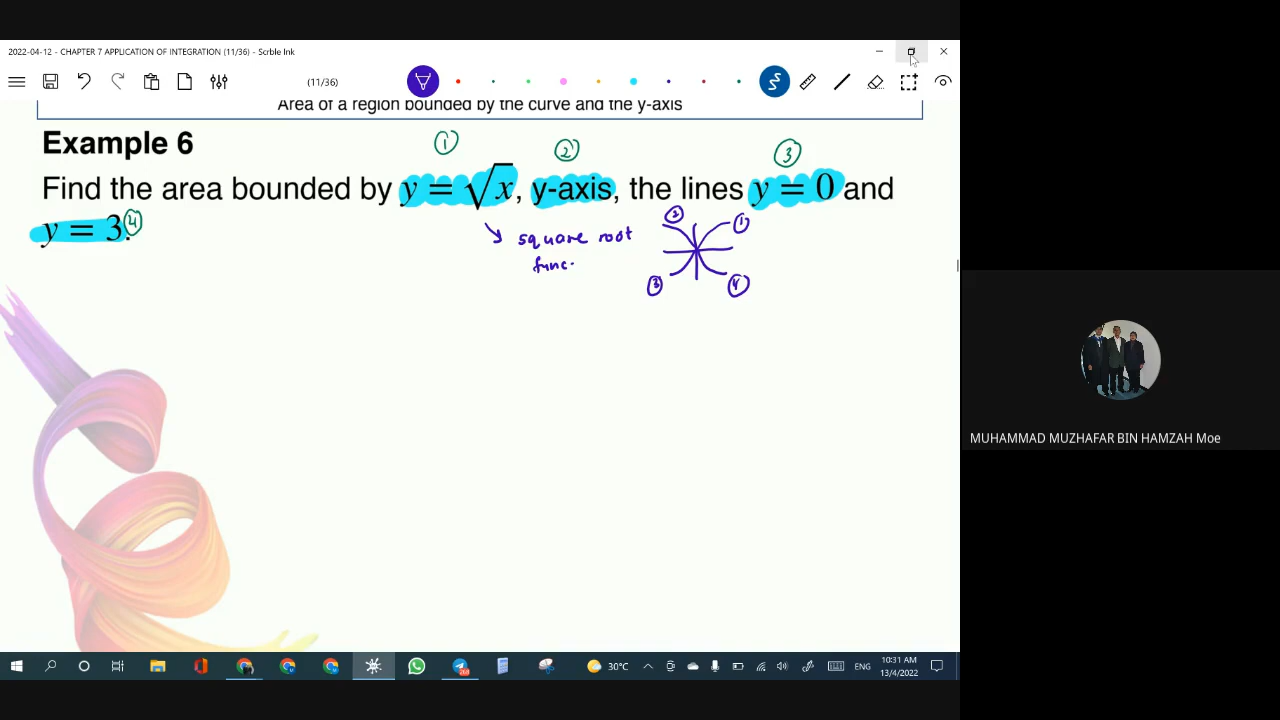 2022-04-12 - CHAPTER 7 APPLICATION OF INTEGRATION (11/36) - Scrble Ink
(11/36)
Area of a region bounded by the curve and the y-axis
Example 6
① ② ③
Find the area bounded by y = √x, y-axis, the lines y = 0 and
y = 3. ④
square root
func.
② ①
③ ④
MUHAMMAD MUZHAFAR BIN HAMZAH Moe
30°C ENG 10:31 AM
13/4/2022